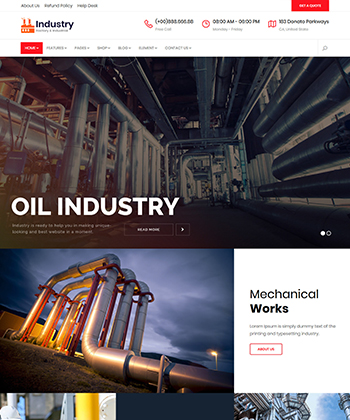 About Us   Refund Policy   Help Desk
GET A QUOTE
Industry
Factory & Industrial
(+00)888.666.88
Free Call
08:00 AM - 06:00 PM
Monday - Friday
183 Donato Parkways
CA, United State
HOME   FEATURES   PAGES   SHOP   BLOG   ELEMENT   CONTACT US
OIL INDUSTRY
Industry is ready to help you in making unique
looking and best website in a moment.
READ MORE
Mechanical
Works
Lorem ipsum is simply dummy text of the
printing and typesetting industry.
ABOUT US